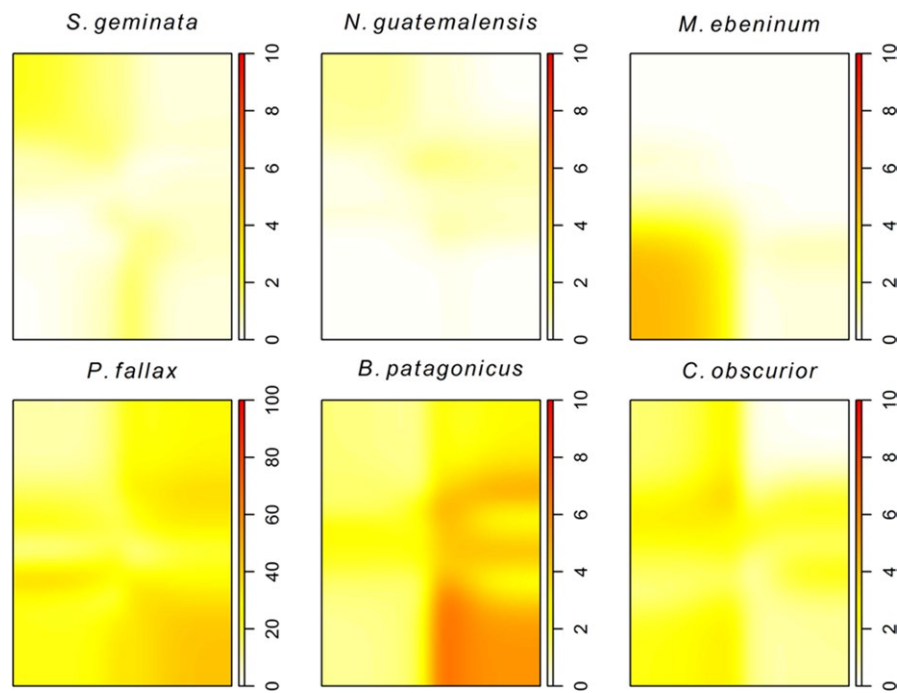 S. geminata N. guatemalensis M. ebeninum
0 2 4 6 8 10 0 2 4 6 8 10 0 2 4 6 8 10
P. fallax B. patagonicus C. obscurior
0 20 40 60 80 100 0 2 4 6 8 10 0 2 4 6 8 10